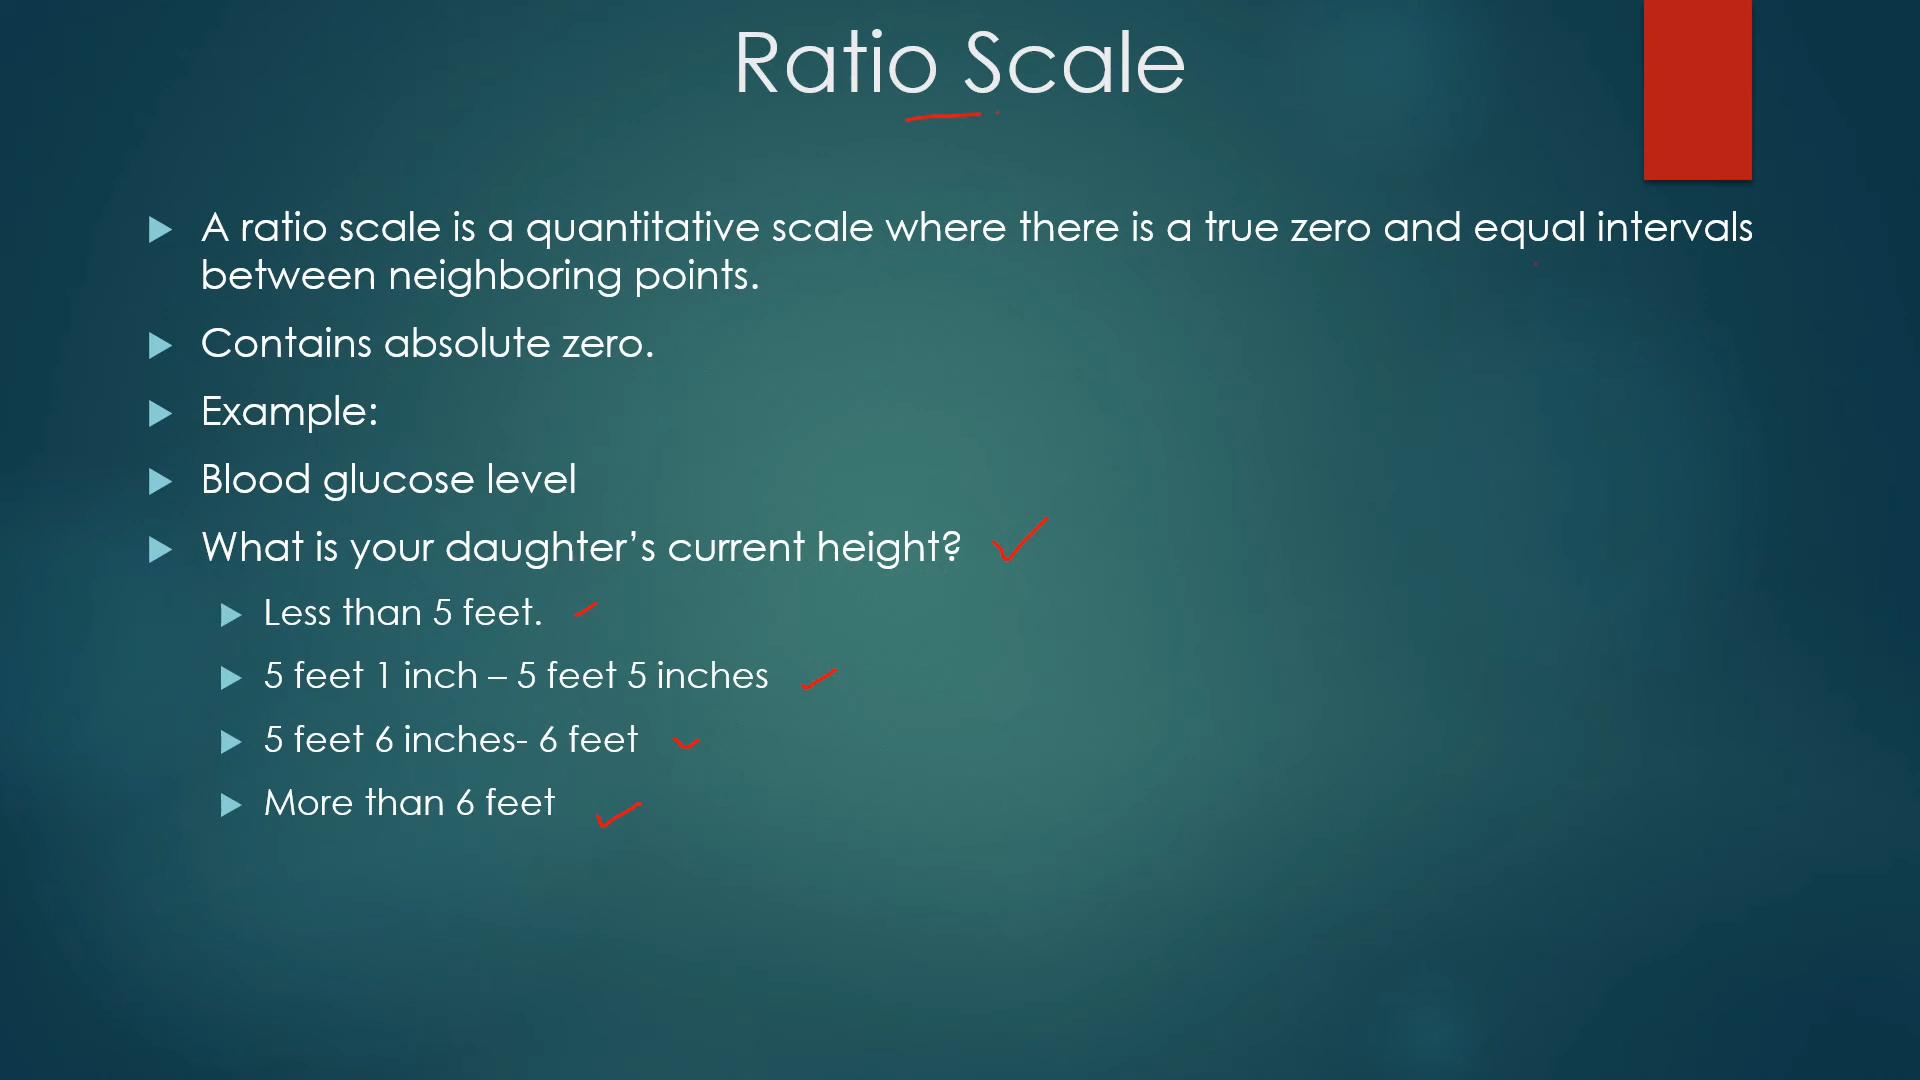 Ratio Scale
A ratio scale is a quantitative scale where there is a true zero and equal intervals
between neighboring points.
Contains absolute zero.
Example:
Blood glucose level
What is your daughter’s current height?
Less than 5 feet.
5 feet 1 inch – 5 feet 5 inches
5 feet 6 inches- 6 feet
More than 6 feet